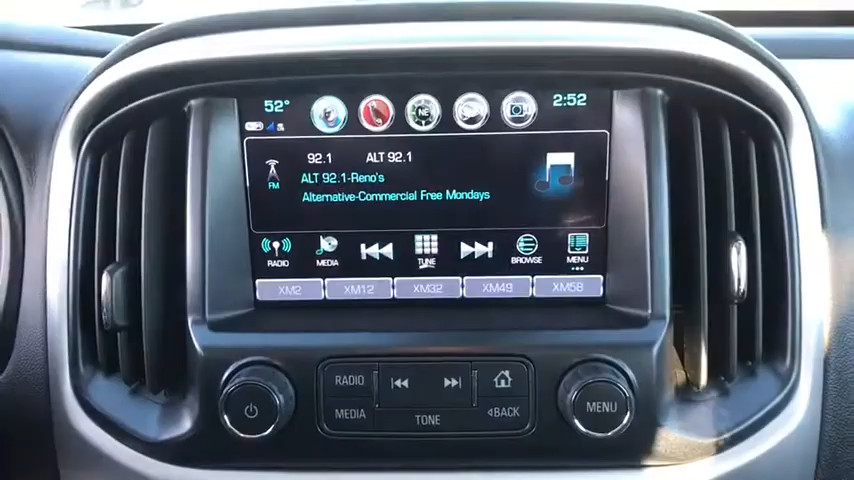 52° NE 2:52
92.1 ALT 92.1
FM ALT 92.1-Reno's
Alternative-Commercial Free Mondays
RADIO MEDIA TUNE BROWSE MENU
XM2 XM12 XM32 XM49 XM58
RADIO
MEDIA TONE BACK
MENU